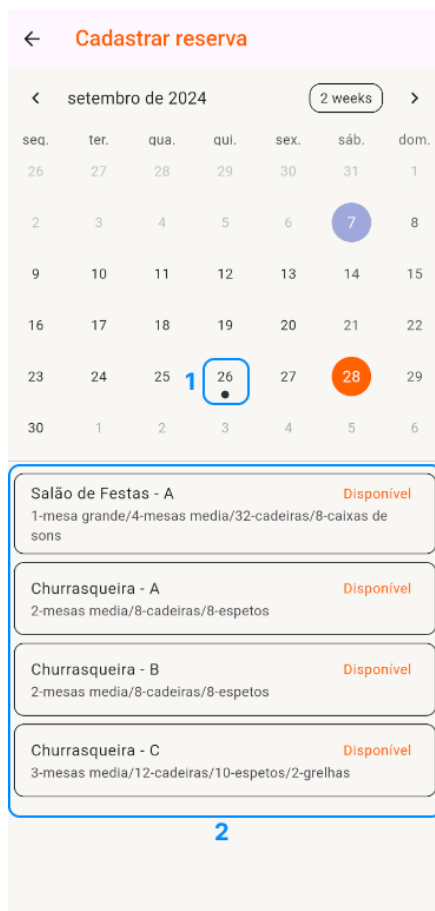 Cadastrar reserva
setembro de 2024 2 weeks
seg. ter. qua. qui. sex. sáb. dom.
26 27 28 29 30 31 1
2 3 4 5 6 7 8
9 10 11 12 13 14 15
16 17 18 19 20 21 22
23 24 25 1 26 27 28 29
30 1 2 3 4 5 6
Salão de Festas - A Disponível
1-mesa grande/4-mesas media/32-cadeiras/8-caixas de
sons
Churrasqueira - A Disponível
2-mesas media/8-cadeiras/8-espetos
Churrasqueira - B Disponível
2-mesas media/8-cadeiras/8-espetos
Churrasqueira - C Disponível
3-mesas media/12-cadeiras/10-espetos/2-grelhas
2